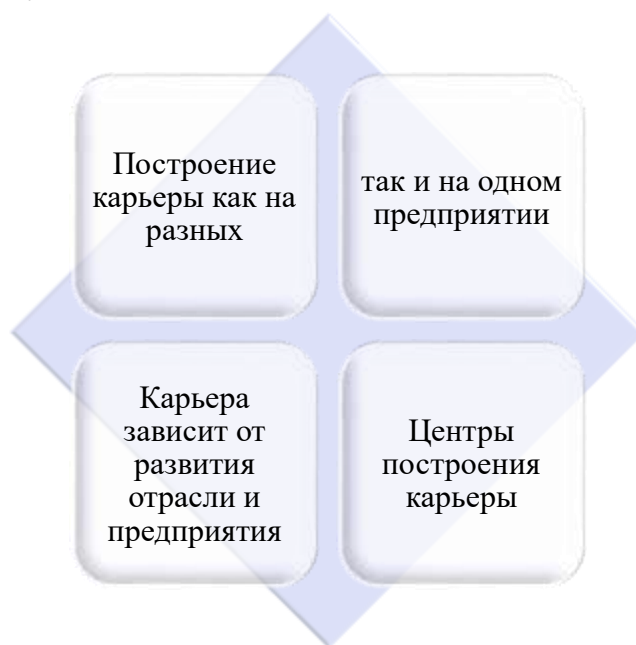 Построение
карьеры как на
разных
так и на одном
предприятии
Карьера
зависит от
развития
отрасли и
предприятия
Центры
построения
карьеры